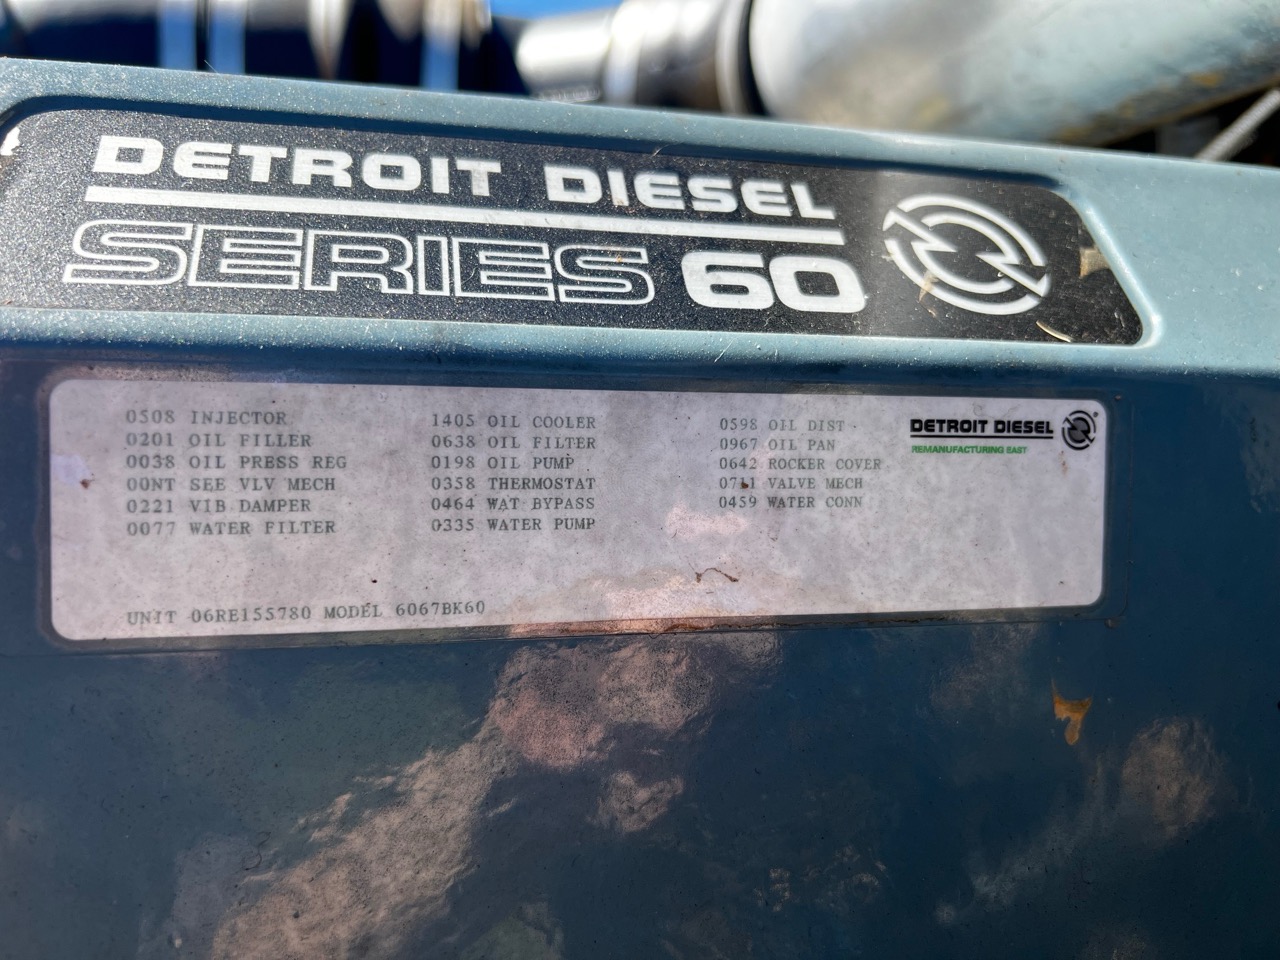 DETROIT DIESEL
SERIES 60
0508 INJECTOR
0201 OIL FILLER
0038 OIL PRESS REG
00NT SEE VLV MECH
0221 VIB DAMPER
0077 WATER FILTER
1405 OIL COOLER
0638 OIL FILTER
0198 OIL PUMP
0358 THERMOSTAT
0464 WAT BYPASS
0335 WATER PUMP
0598 OIL DIST
0967 OIL PAN
0642 ROCKER COVER
0711 VALVE MECH
0459 WATER CONN
DETROIT DIESEL ®
REMANUFACTURING EAST
UNIT 06RE155780 MODEL 6067BK60